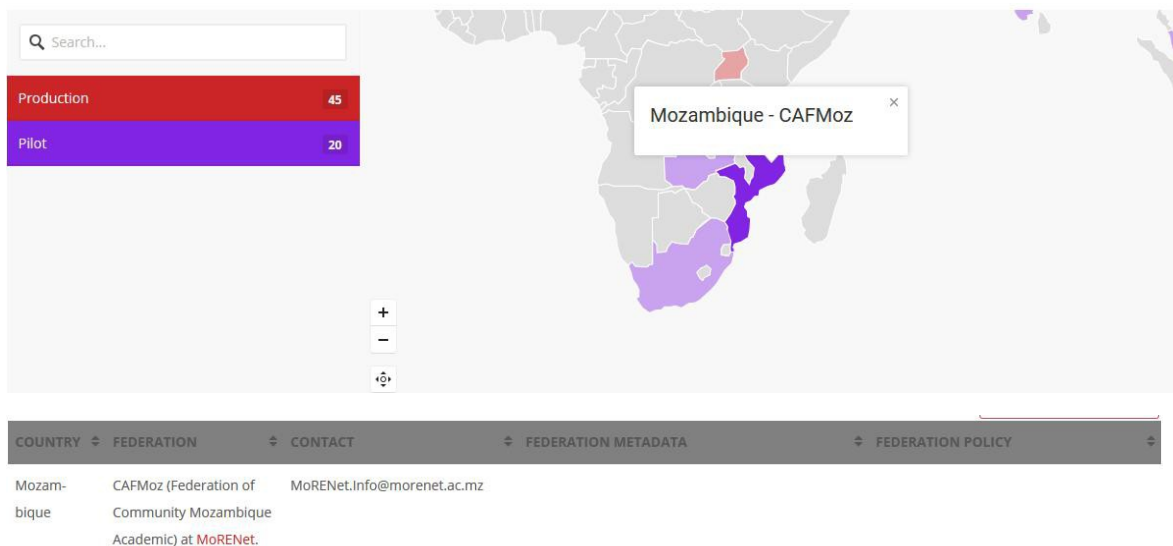 Search...
Production 45
Pilot 20
Mozambique - CAFMoz ×
+
−
COUNTRY FEDERATION CONTACT FEDERATION METADATA FEDERATION POLICY
Mozam- CAFMoz (Federation of MoRENet.Info@morenet.ac.mz
bique Community Mozambique
Academic) at MoRENet.